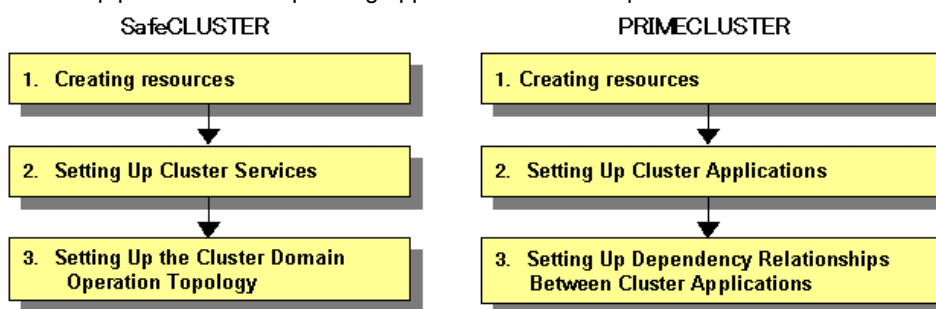 SafeCLUSTER
1. Creating resources
2. Setting Up Cluster Services
3. Setting Up the Cluster Domain
Operation Topology
PRIMECLUSTER
1. Creating resources
2. Setting Up Cluster Applications
3. Setting Up Dependency Relationships
Between Cluster Applications